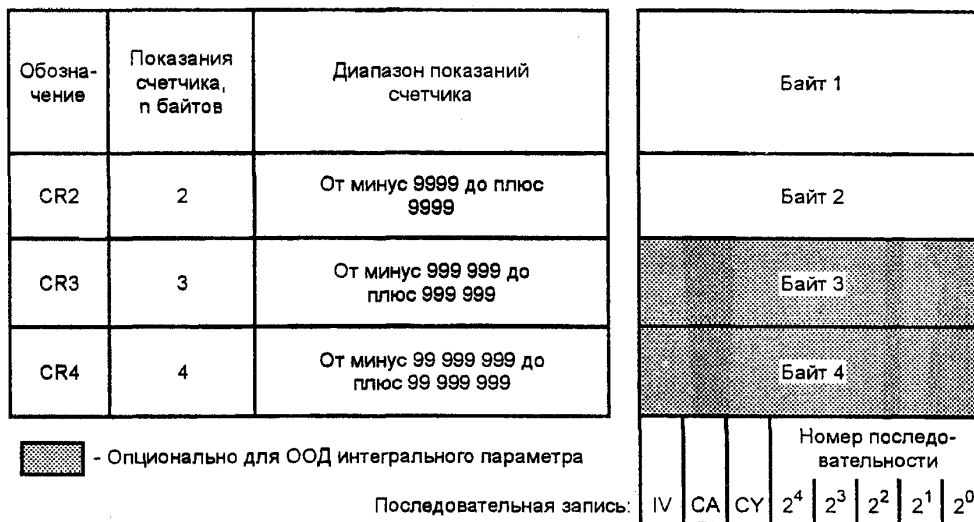 Обозна-
чение
Показания
счетчика,
n байтов
Диапазон показаний
счетчика
Байт 1
CR2
2
От минус 9999 до плюс
9999
Байт 2
CR3
3
От минус 999 999 до
плюс 999 999
Байт 3
CR4
4
От минус 99 999 999 до
плюс 99 999 999
Байт 4
- Опционально для ООД интегрального параметра
Номер последо-
вательности
Последовательная запись: IV CA CY 2⁴ 2³ 2² 2¹ 2⁰